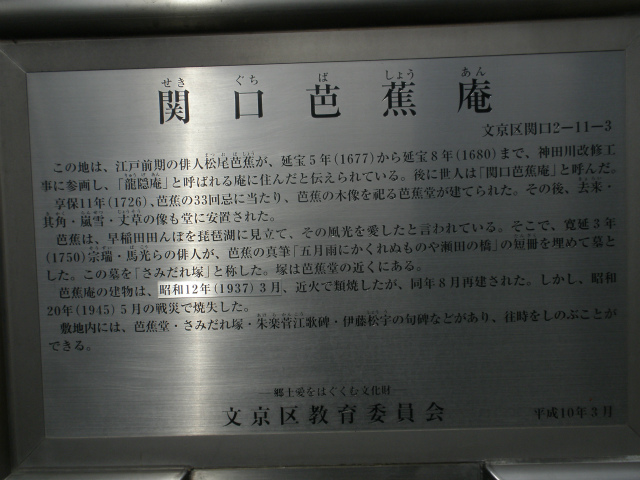 せき ぐち ば しょう あん
関口芭蕉庵
文京区関口2-11-3
この地は、江戸前期の俳人松尾芭蕉が、延宝5年(1677)から延宝8年(1680)まで、神田川改修工
事に参画し、「龍隠庵」と呼ばれる庵に住んだと伝えられている。後に世人は「関口芭蕉庵」と呼んだ。
享保11年(1726)、芭蕉の33回忌に当たり、芭蕉の木像を祀る芭蕉堂が建てられた。その後、去来・
其角・嵐雪・丈草の像も堂に安置された。
芭蕉は、早稲田田んぼを琵琶湖に見立て、その風光を愛したと言われている。そこで、寛延3年
(1750)宗瑞・馬光らの俳人が、芭蕉の真筆「五月雨にかくれぬものや瀬田の橋」の短冊を埋めて墓と
した。この墓を「さみだれ塚」と称した。塚は芭蕉堂の近くにある。
芭蕉庵の建物は、昭和12年(1937)3月、近火で類焼したが、同年8月再建された。しかし、昭和
20年(1945)5月の戦災で焼失した。
敷地内には、芭蕉堂・さみだれ塚・朱楽菅江歌碑・伊藤松宇の句碑などがあり、往時をしのぶことが
できる。
―郷土愛をはぐくむ文化財―
文京区教育委員会 平成10年3月